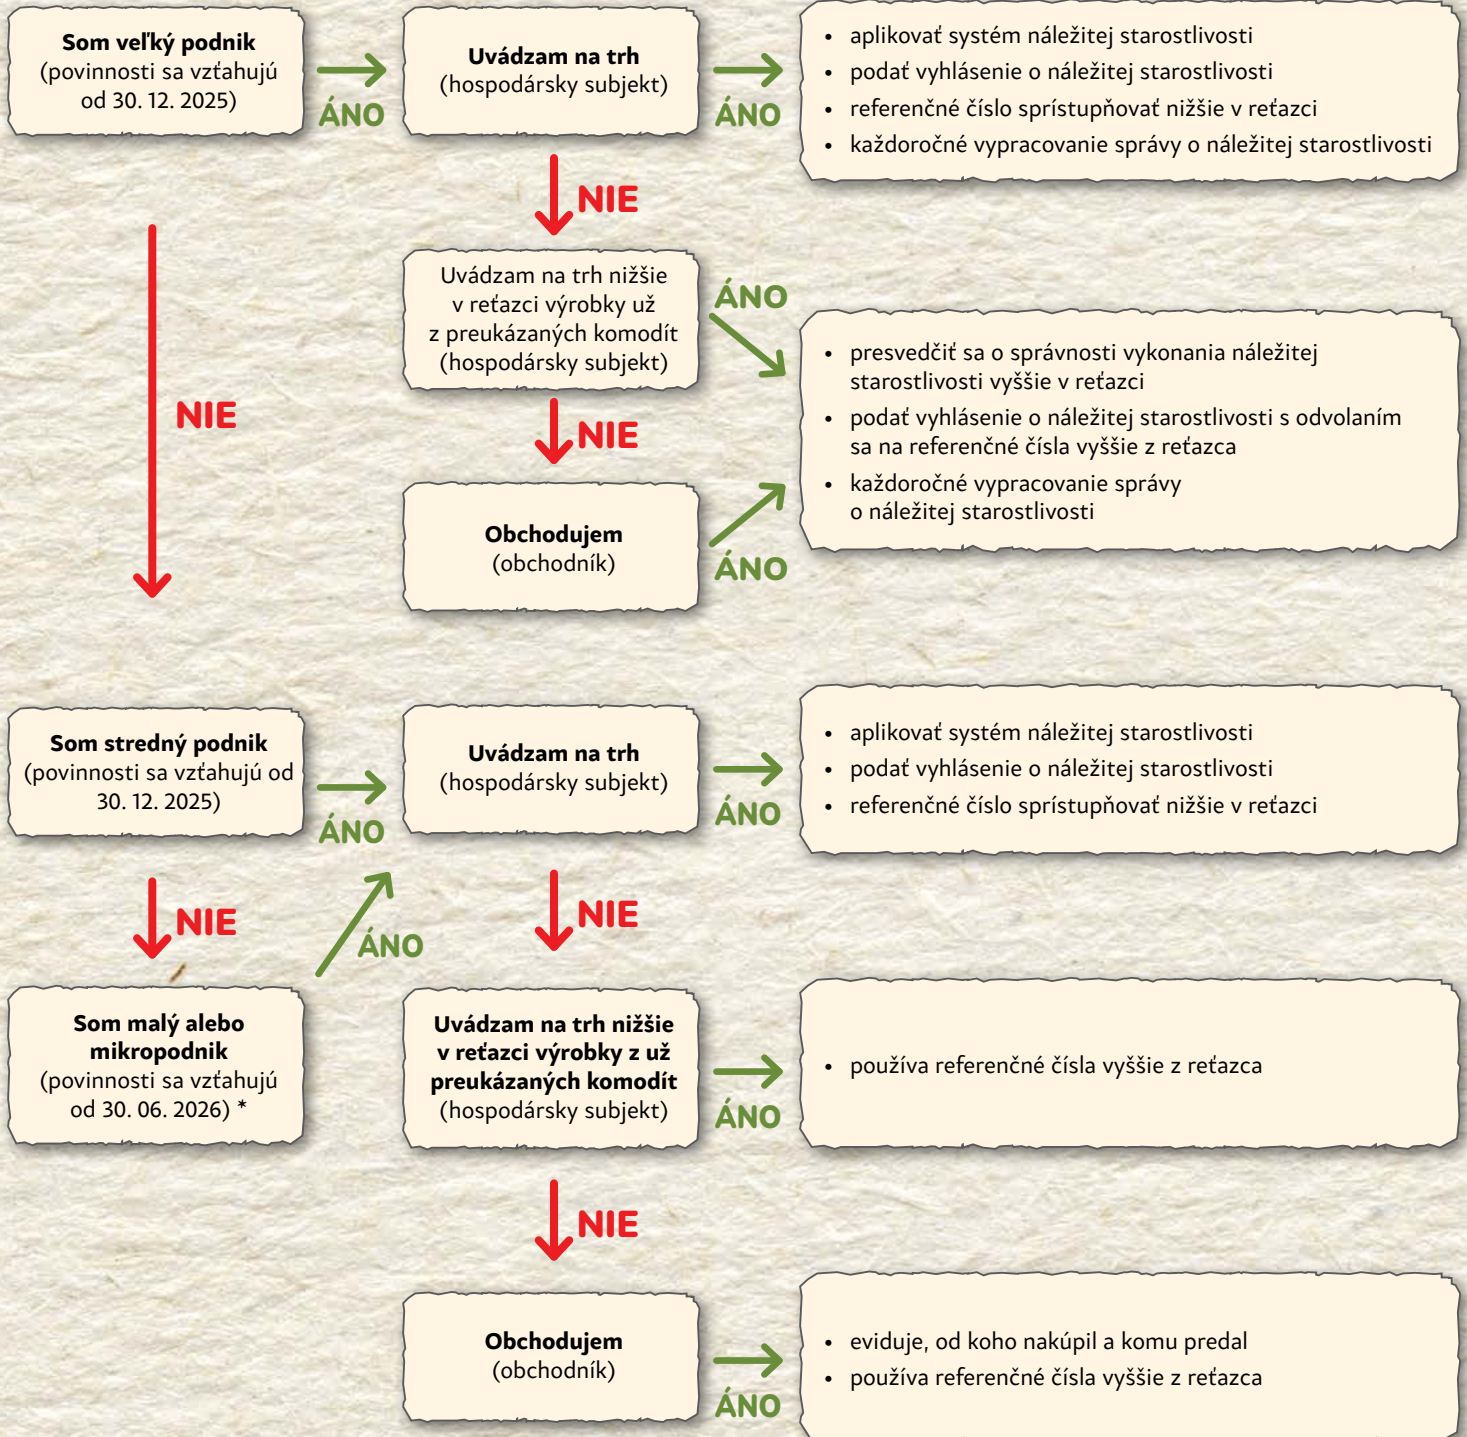 Som veľký podnik
(povinnosti sa vzťahujú
od 30. 12. 2025)
ÁNO
Uvádzam na trh
(hospodársky subjekt)
ÁNO
• aplikovať systém náležitej starostlivosti
• podať vyhlásenie o náležitej starostlivosti
• referenčné číslo sprístupňovať nižšie v reťazci
• každoročné vypracovanie správy o náležitej starostlivosti
NIE
NIE
Uvádzam na trh nižšie
v reťazci výrobky už
z preukázaných komodít
(hospodársky subjekt)
ÁNO
NIE
Obchodujem
(obchodník)
ÁNO
• presvedčiť sa o správnosti vykonania náležitej
starostlivosti vyššie v reťazci
• podať vyhlásenie o náležitej starostlivosti s odvolaním
sa na referenčné čísla vyššie z reťazca
• každoročné vypracovanie správy
o náležitej starostlivosti
Som stredný podnik
(povinnosti sa vzťahujú od
30. 12. 2025)
ÁNO
Uvádzam na trh
(hospodársky subjekt)
ÁNO
• aplikovať systém náležitej starostlivosti
• podať vyhlásenie o náležitej starostlivosti
• referenčné číslo sprístupňovať nižšie v reťazci
NIE
ÁNO
NIE
Som malý alebo
mikropodnik
(povinnosti sa vzťahujú
od 30. 06. 2026) *
Uvádzam na trh nižšie
v reťazci výrobky z už
preukázaných komodít
(hospodársky subjekt)
ÁNO
• používa referenčné čísla vyššie z reťazca
NIE
Obchodujem
(obchodník)
ÁNO
• eviduje, od koho nakúpil a komu predal
• používa referenčné čísla vyššie z reťazca